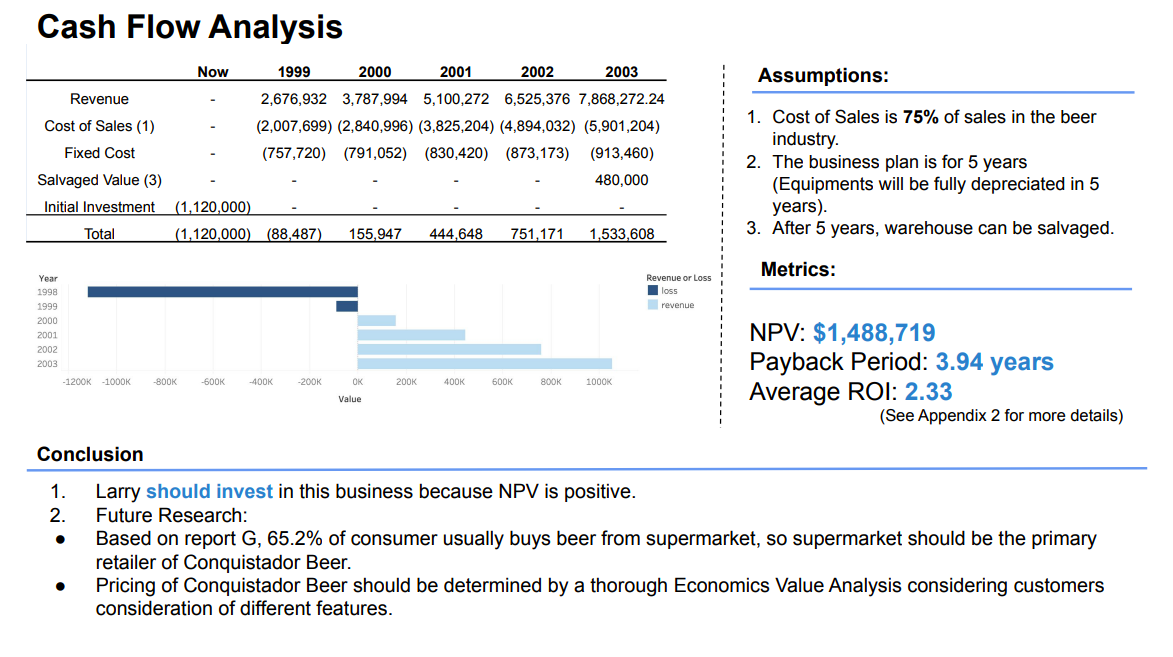 Cash Flow Analysis
Now 1999 2000 2001 2002 2003
Revenue - 2,676,932 3,787,994 5,100,272 6,525,376 7,868,272.24
Cost of Sales (1) - (2,007,699) (2,840,996) (3,825,204) (4,894,032) (5,901,204)
Fixed Cost - (757,720) (791,052) (830,420) (873,173) (913,460)
Salvaged Value (3) - - - - - 480,000
Initial Investment (1,120,000) - - - - -
Total (1,120,000) (88,487) 155,947 444,648 751,171 1,533,608
Year
1998
1999
2000
2001
2002
2003
-1200K -1000K -800K -600K -400K -200K 0K 200K 400K 600K 800K 1000K
Value
Revenue or Loss
loss
revenue
Assumptions:
1. Cost of Sales is 75% of sales in the beer
industry.
2. The business plan is for 5 years
(Equipments will be fully depreciated in 5
years).
3. After 5 years, warehouse can be salvaged.
Metrics:
NPV: $1,488,719
Payback Period: 3.94 years
Average ROI: 2.33
(See Appendix 2 for more details)
Conclusion
1. Larry should invest in this business because NPV is positive.
2. Future Research:
● Based on report G, 65.2% of consumer usually buys beer from supermarket, so supermarket should be the primary
retailer of Conquistador Beer.
● Pricing of Conquistador Beer should be determined by a thorough Economics Value Analysis considering customers
consideration of different features.